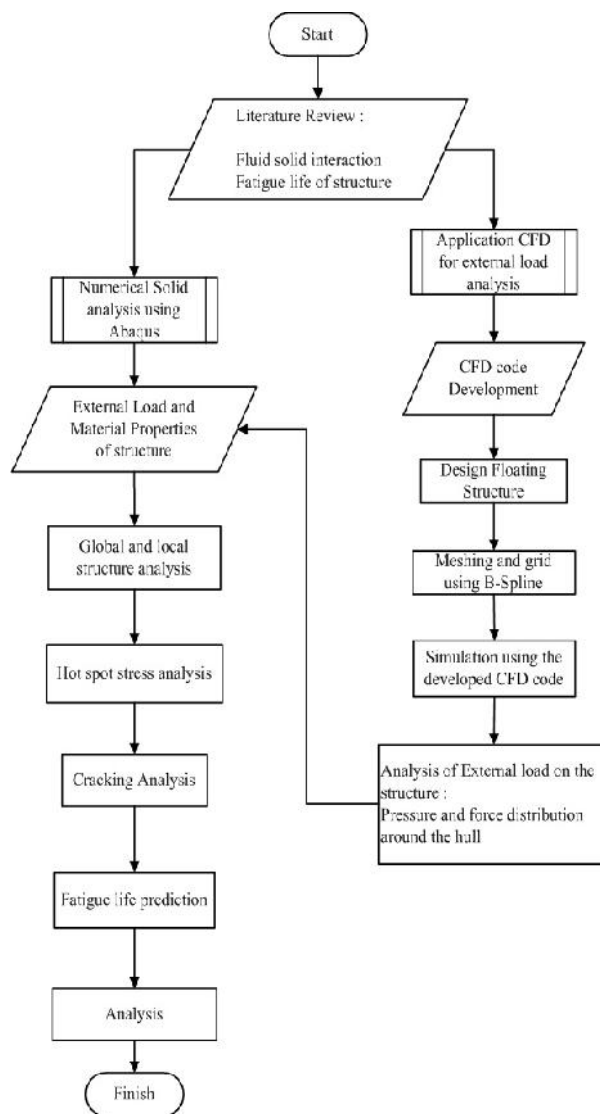 Start
Literature Review :
Fluid solid interaction
Fatigue life of structure
Numerical Solid
analysis using
Abaqus
Application CFD
for external load
analysis
External Load and
Material Properties
of structure
CFD code
Development
Design Floating
Structure
Global and local
structure analysis
Meshing and grid
using B-Spline
Hot spot stress analysis
Simulation using the
developed CFD code
Cracking Analysis
Analysis of External load on the
structure :
Pressure and force distribution
around the hull
Fatigue life prediction
Analysis
Finish